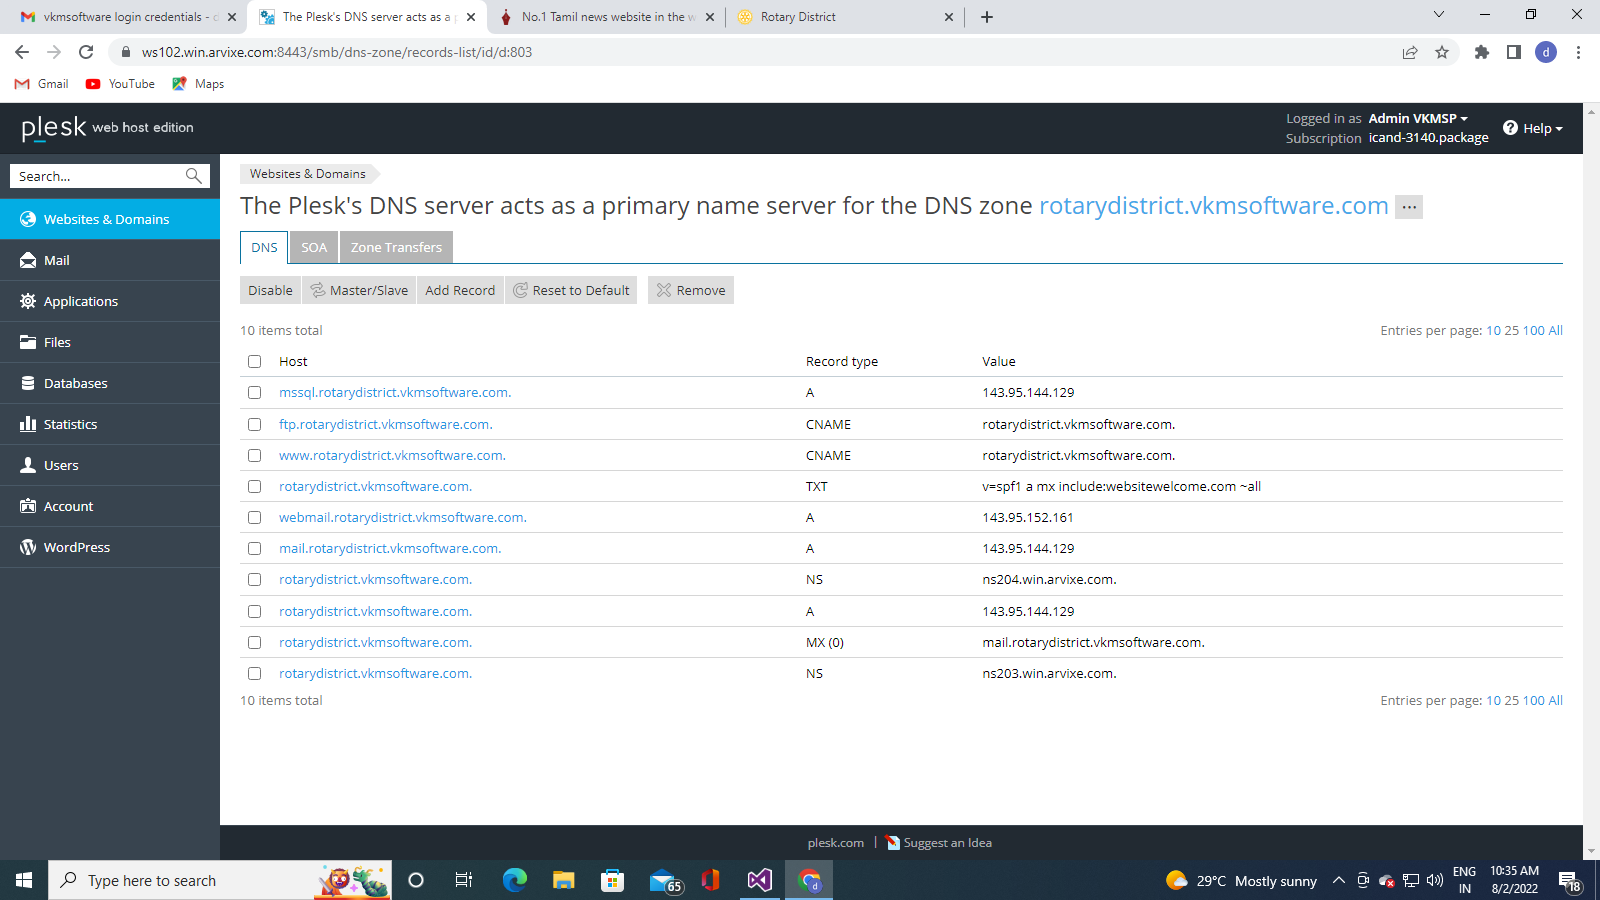 vkmsoftware login credentials -
The Plesk's DNS server acts as a
No.1 Tamil news website in the w
Rotary District
ws102.win.arvixe.com:8443/smb/dns-zone/records-list/id/d:803
d
Gmail YouTube Maps
plesk web host edition
Logged in as Admin VKMSP
Subscription icand-3140.package
? Help
Search...
Websites & Domains
Mail
Applications
Files
Databases
Statistics
Users
Account
WordPress
Websites & Domains
The Plesk's DNS server acts as a primary name server for the DNS zone rotarydistrict.vkmsoftware.com ...
DNS SOA Zone Transfers
Disable Master/Slave Add Record Reset to Default Remove
10 items total Entries per page: 10 25 100 All
Host Record type Value
mssql.rotarydistrict.vkmsoftware.com. A 143.95.144.129
ftp.rotarydistrict.vkmsoftware.com. CNAME rotarydistrict.vkmsoftware.com.
www.rotarydistrict.vkmsoftware.com. CNAME rotarydistrict.vkmsoftware.com.
rotarydistrict.vkmsoftware.com. TXT v=spf1 a mx include:websitewelcome.com ~all
webmail.rotarydistrict.vkmsoftware.com. A 143.95.152.161
mail.rotarydistrict.vkmsoftware.com. A 143.95.144.129
rotarydistrict.vkmsoftware.com. NS ns204.win.arvixe.com.
rotarydistrict.vkmsoftware.com. A 143.95.144.129
rotarydistrict.vkmsoftware.com. MX (0) mail.rotarydistrict.vkmsoftware.com.
rotarydistrict.vkmsoftware.com. NS ns203.win.arvixe.com.
10 items total Entries per page: 10 25 100 All
plesk.com | Suggest an Idea
Type here to search
65
d
29°C Mostly sunny
ENG
IN
10:35 AM
8/2/2022
18